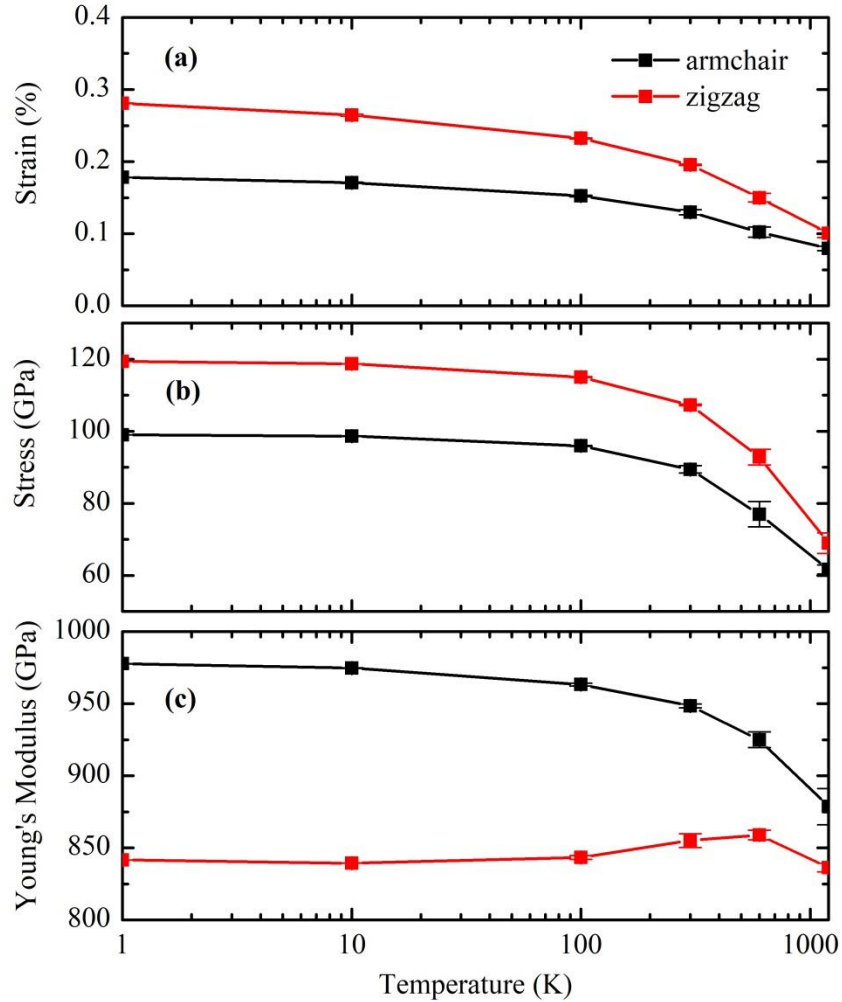 0.4
(a)
armchair
zigzag
0.3
Strain (%)
0.2
0.1
0.0
120
(b)
Stress (GPa)
100
80
60
1000
Young's Modulus (GPa)
950
(c)
900
850
800
1 10 100 1000
Temperature (K)